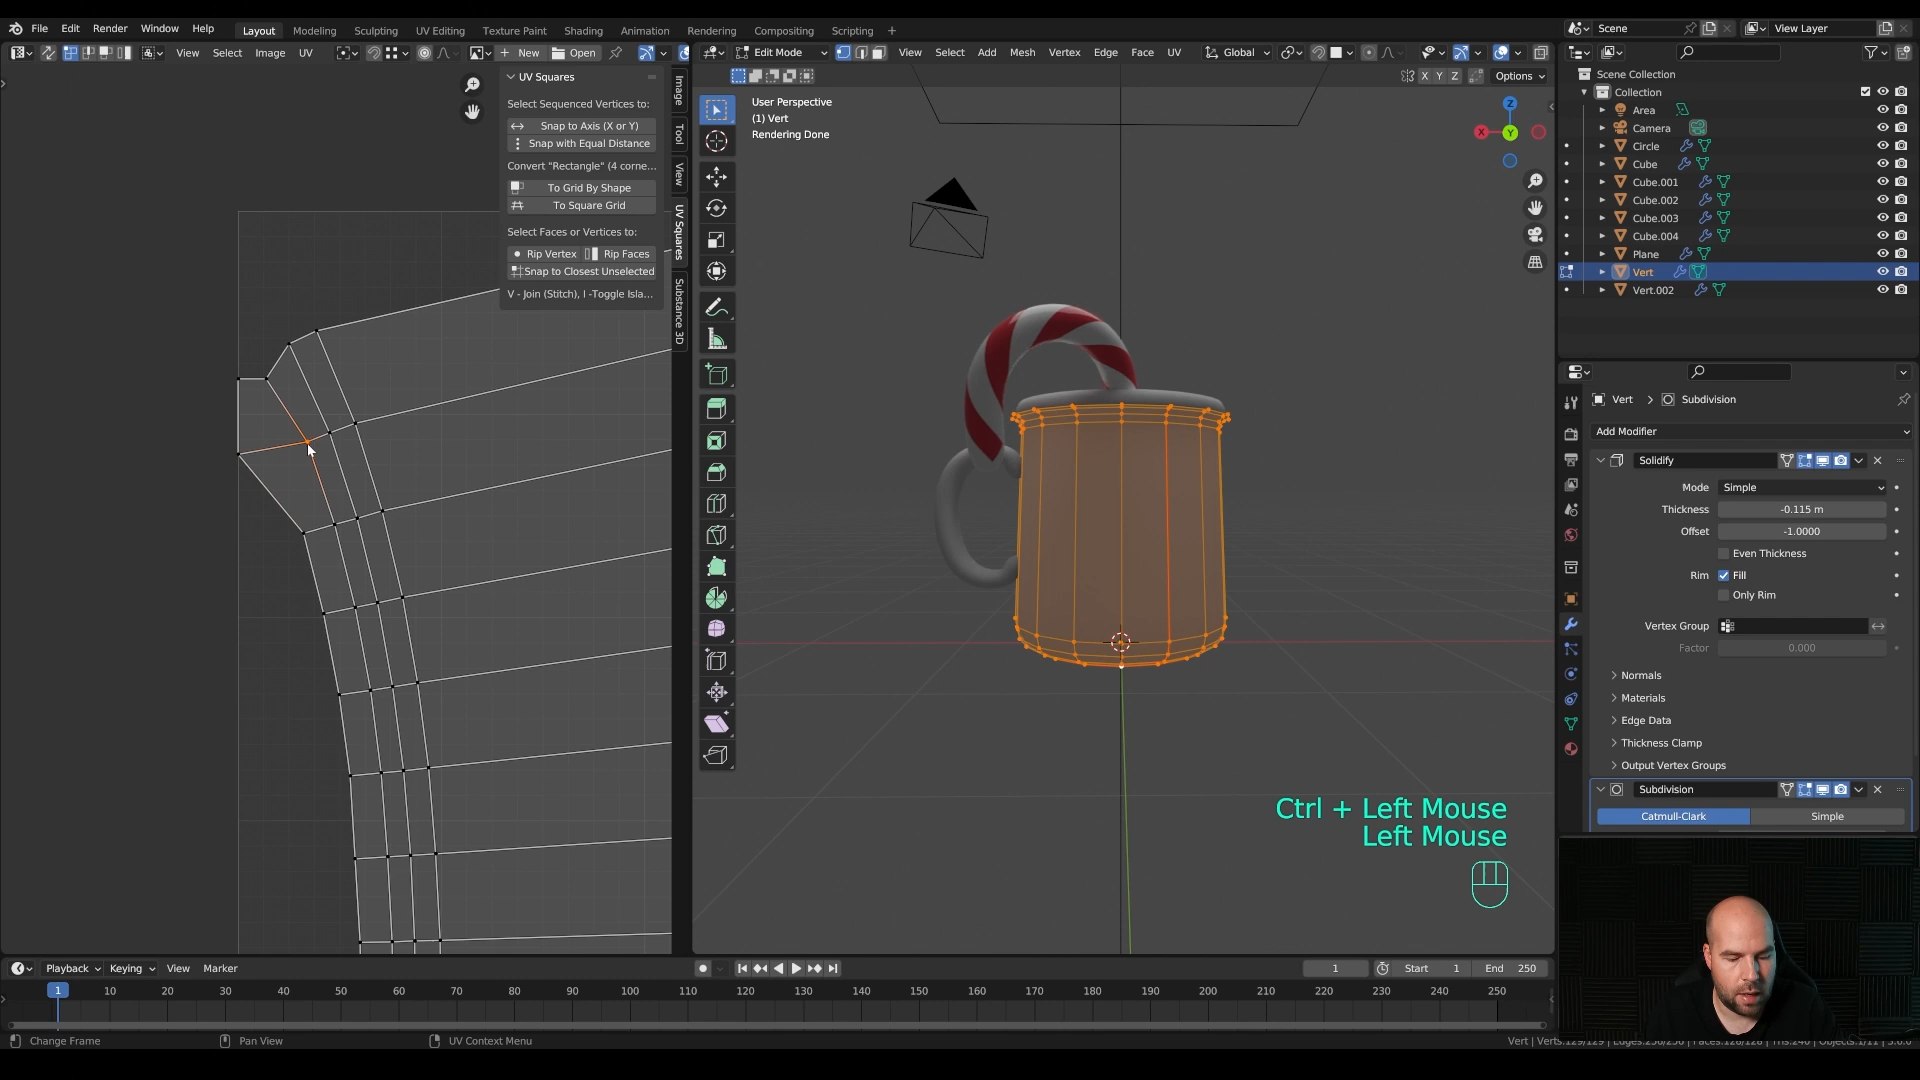 File Edit Render Window Help Layout Modeling Sculpting UV Editing Texture Paint Shading Animation Rendering Compositing Scripting + Scene View Layer
View Select Image UV New Open Edit Mode View Select Add Mesh Vertex Edge Face UV Global
X Y Z Options
UV Squares
Select Sequenced Vertices to:
Snap to Axis (X or Y)
Snap with Equal Distance
Convert "Rectangle" (4 corne...
To Grid By Shape
To Square Grid
Select Faces or Vertices to:
Rip Vertex Rip Faces
Snap to Closest Unselected
V - Join (Stitch), I -Toggle Isla...
Image
Tool
View
UV Squares
Substance 3D
User Perspective
(1) Vert
Rendering Done
Z
X
Y
Ctrl + Left Mouse
Left Mouse
Scene Collection
Collection
Area
Camera
Circle
Cube
Cube.001
Cube.002
Cube.003
Cube.004
Plane
Vert
Vert.002
Vert > Subdivision
Add Modifier
Solidify
Mode Simple
Thickness -0.115 m
Offset -1.0000
Even Thickness
Rim Fill
Only Rim
Vertex Group
Factor 0.000
Normals
Materials
Edge Data
Thickness Clamp
Output Vertex Groups
Subdivision
Catmull-Clark Simple
Playback Keying View Marker 1 Start 1 End 250
1 10 20 30 40 50 60 70 80 90 100 110 120 130 140 150 160 170 180 190 200 210 220 230 240 250
Change Frame Pan View UV Context Menu